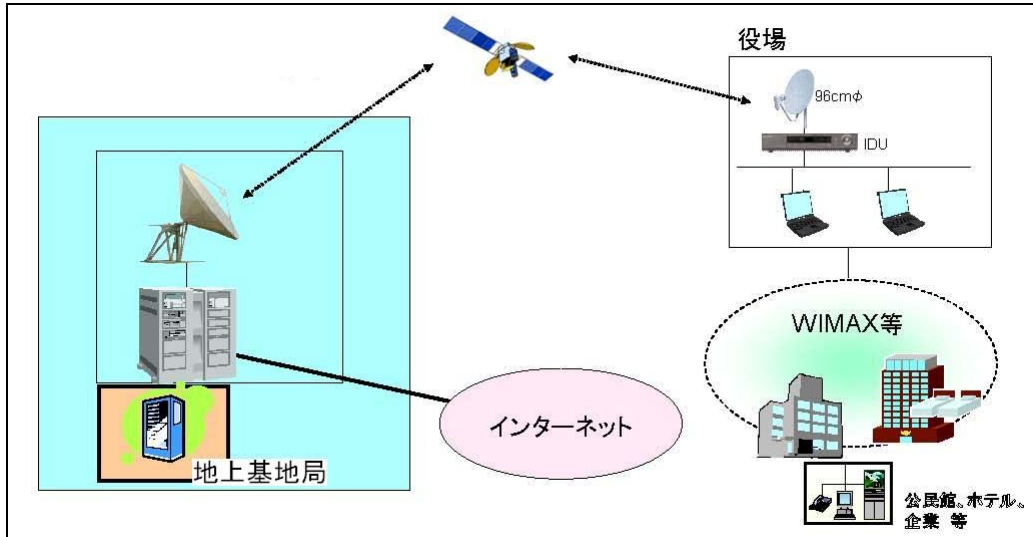 役場
96cmφ
IDU
WIMAX等
インターネット
地上基地局
公民館、ホテル、
企業 等